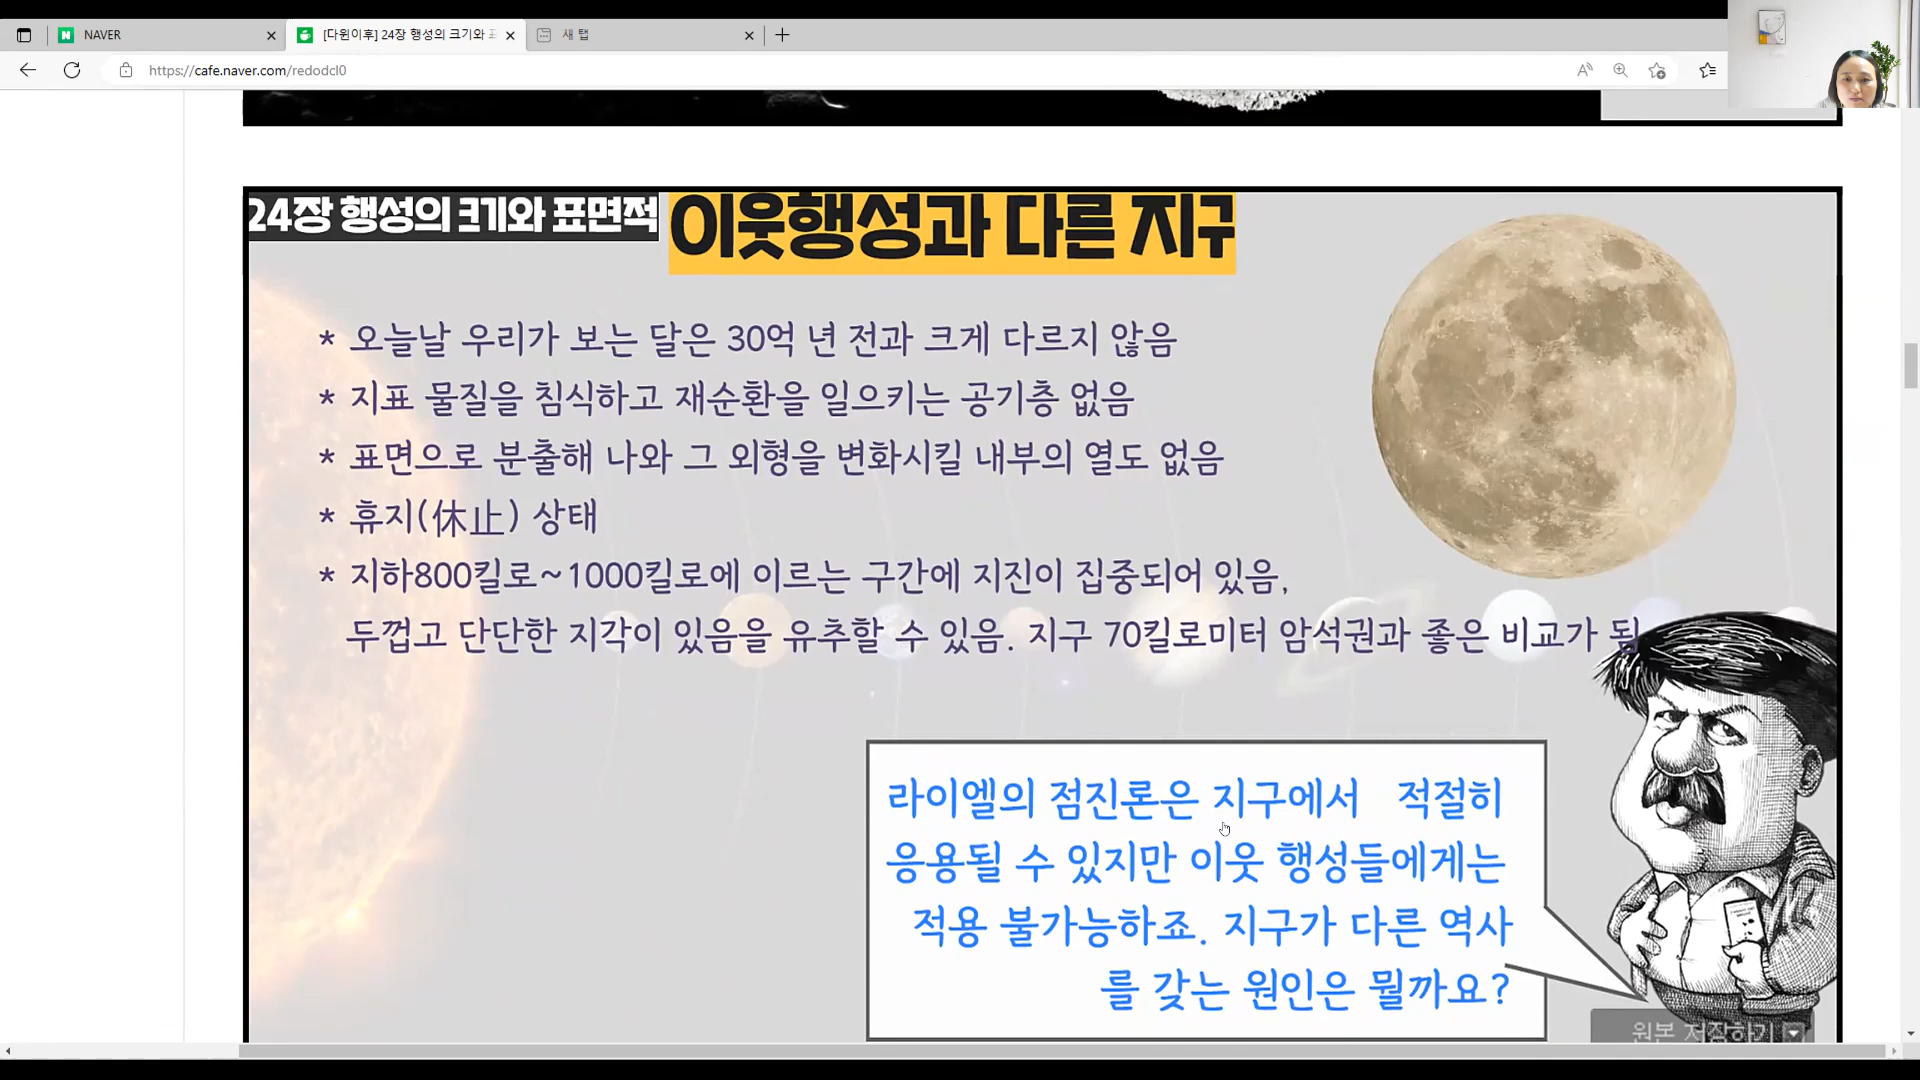 NAVER
[다윈이후] 24장 행성의 크기와 표
새 탭
https://cafe.naver.com/redodcl0
24장 행성의 크기와 표면적
이웃행성과 다른 지구
* 오늘날 우리가 보는 달은 30억 년 전과 크게 다르지 않음
* 지표 물질을 침식하고 재순환을 일으키는 공기층 없음
* 표면으로 분출해 나와 그 외형을 변화시킬 내부의 열도 없음
* 휴지(休止) 상태
* 지하800킬로~1000킬로에 이르는 구간에 지진이 집중되어 있음,
두껍고 단단한 지각이 있음을 유추할 수 있음. 지구 70킬로미터 암석권과 좋은 비교가 됨
라이엘의 점진론은 지구에서 적절히
응용될 수 있지만 이웃 행성들에게는
적용 불가능하죠. 지구가 다른 역사
를 갖는 원인은 뭘까요?
원본 저장하기